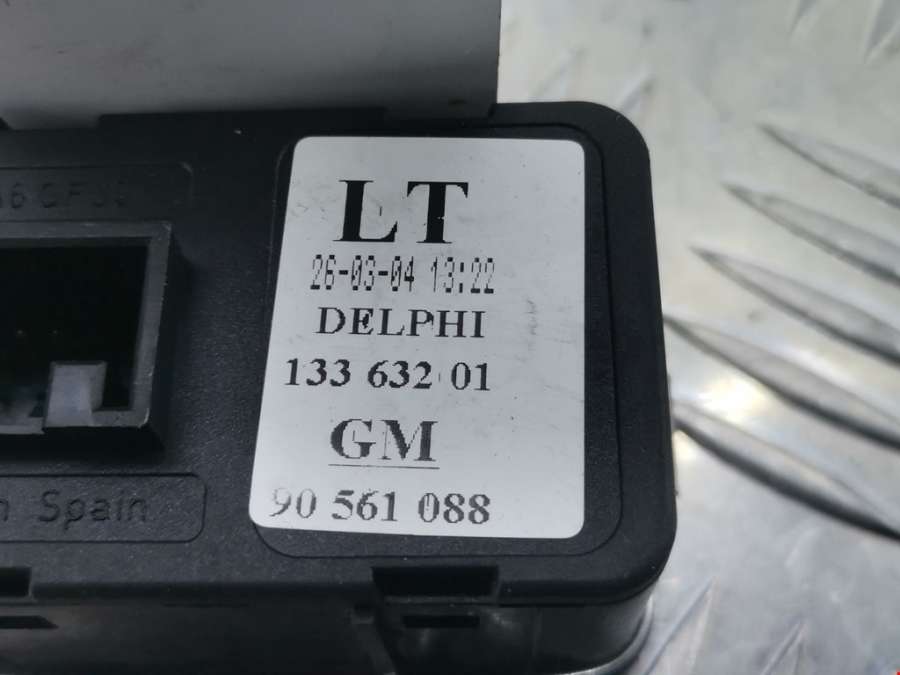 LT
26-03-04 13:22
DELPHI
133 632 01
GM
90 561 088
Spain